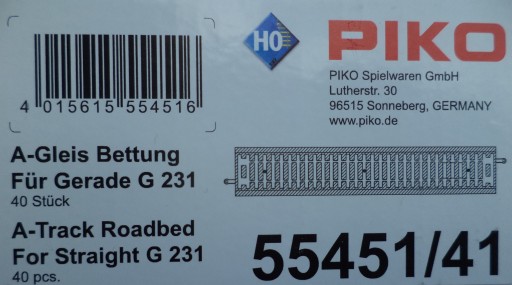 H0
PIKO
PIKO Spielwaren GmbH
Lutherstr. 30
96515 Sonneberg, GERMANY
www.piko.de
4 015615 554516
A-Gleis Bettung
Für Gerade G 231
40 Stück
A-Track Roadbed
For Straight G 231
40 pcs.
55451/41